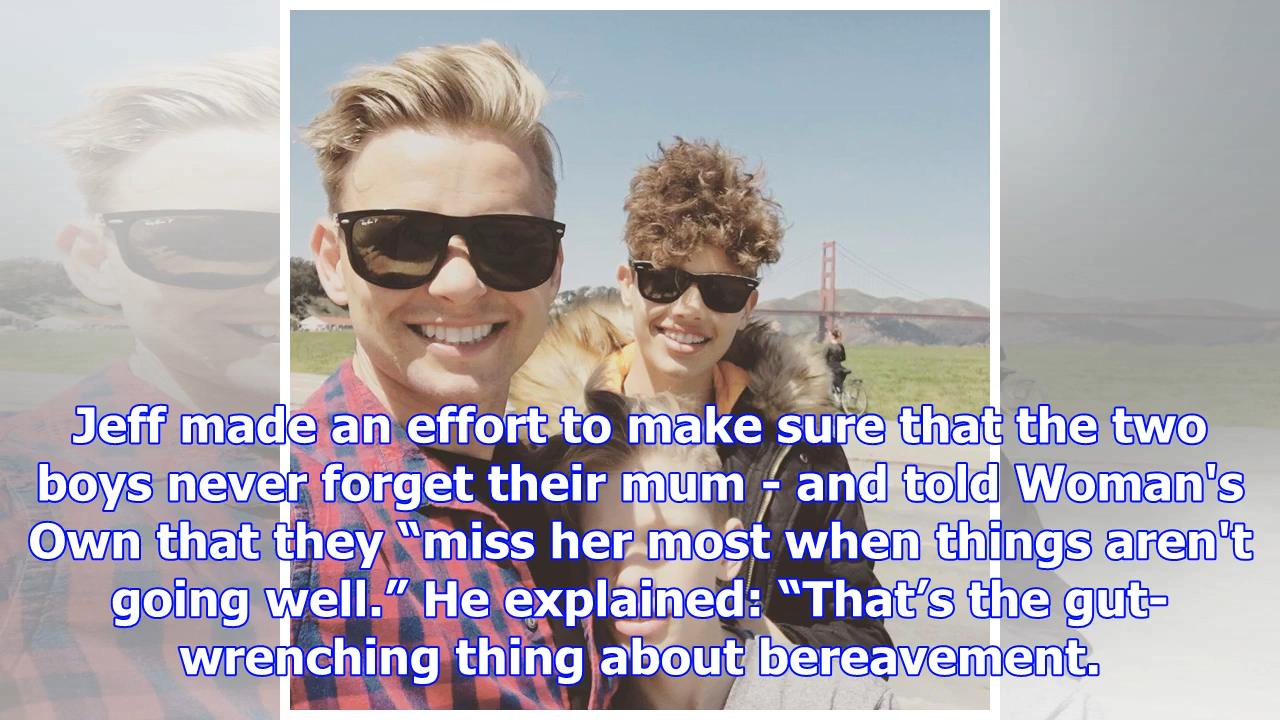 Jeff made an effort to make sure that the two
boys never forget their mum - and told Woman's
Own that they “miss her most when things aren't
going well.” He explained: “That’s the gut-
wrenching thing about bereavement.